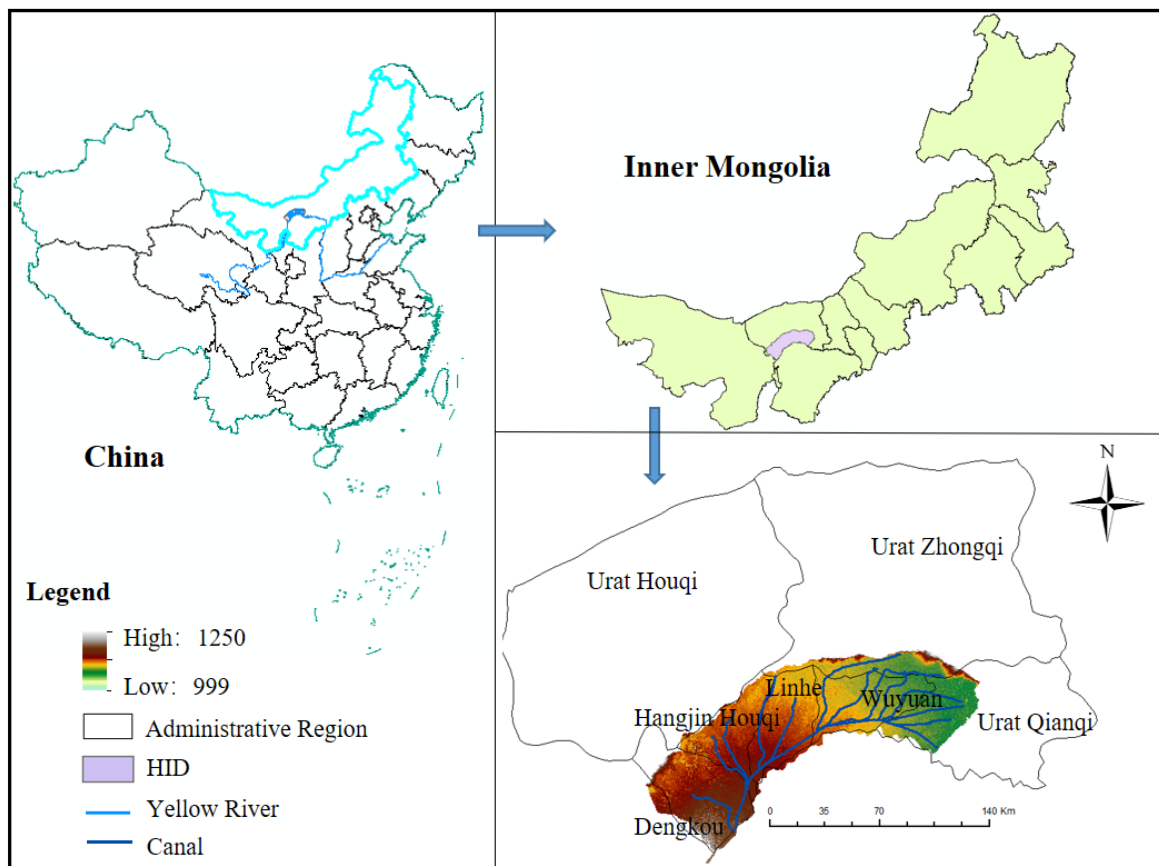 China
Legend
High: 1250
Low: 999
Administrative Region
HID
Yellow River
Canal
Inner Mongolia
N
Urat Zhongqi
Urat Houqi
Linhe
Wuyuan
Hangjin Houqi
Urat Qianqi
Dengkou
0 35 70 140 Km